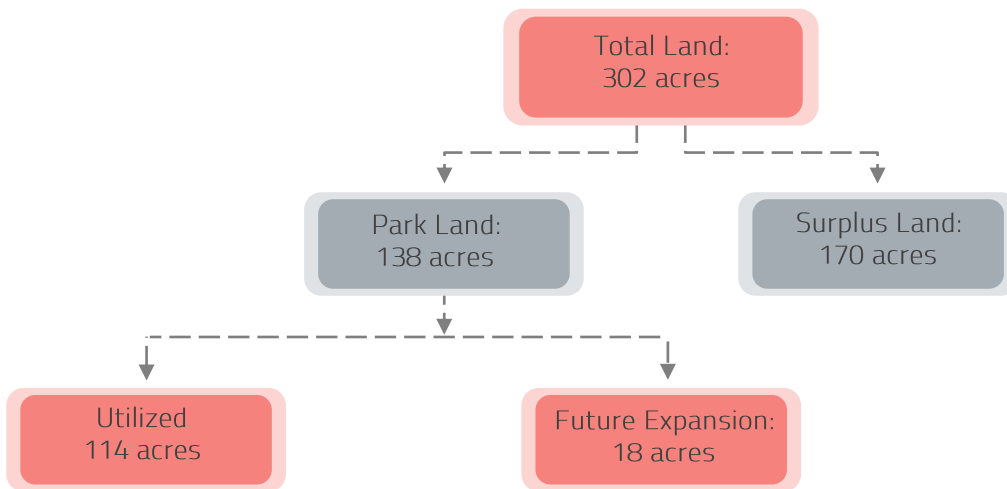 Total Land:
302 acres
Park Land:
138 acres
Surplus Land:
170 acres
Utilized
114 acres
Future Expansion:
18 acres